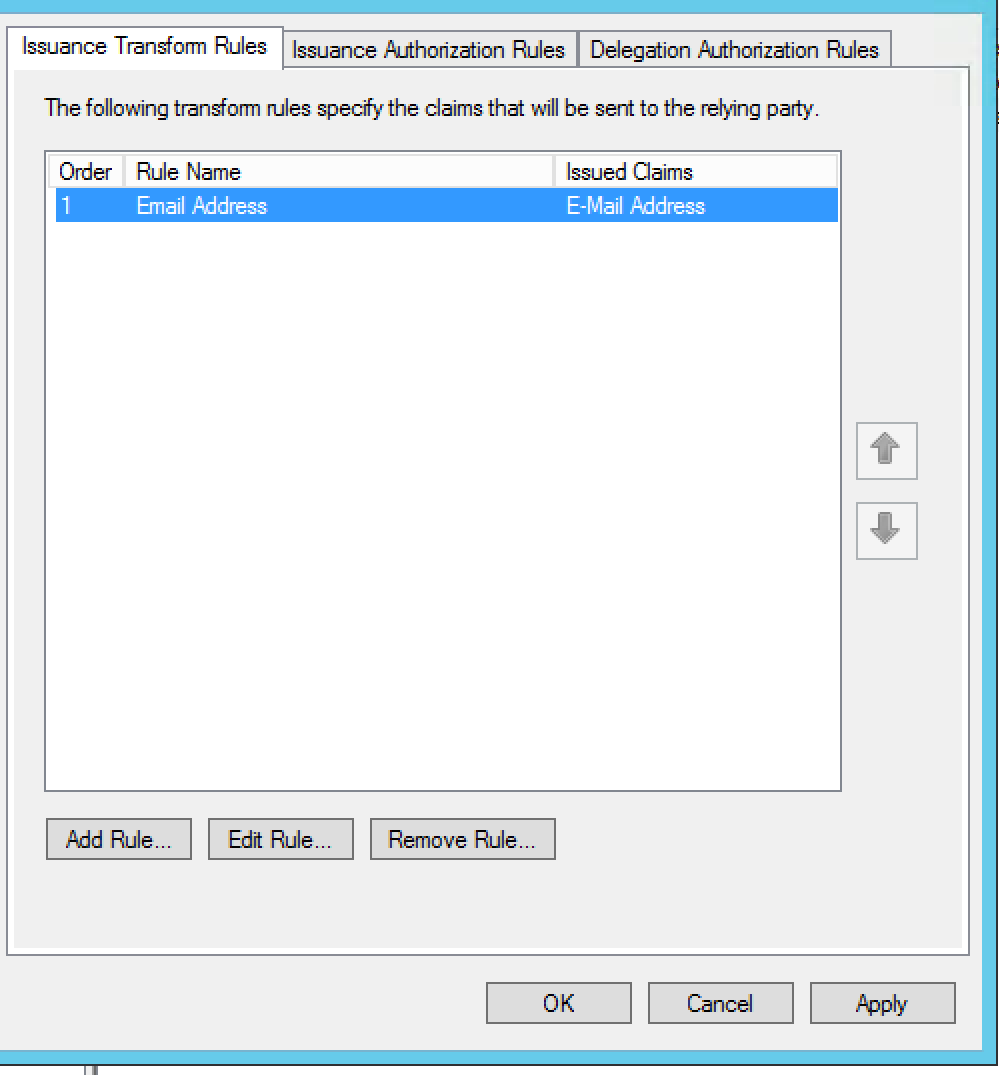 Issuance Transform Rules Issuance Authorization Rules Delegation Authorization Rules
The following transform rules specify the claims that will be sent to the relying party.
Order Rule Name Issued Claims
1 Email Address E-Mail Address
Add Rule... Edit Rule... Remove Rule...
OK Cancel Apply